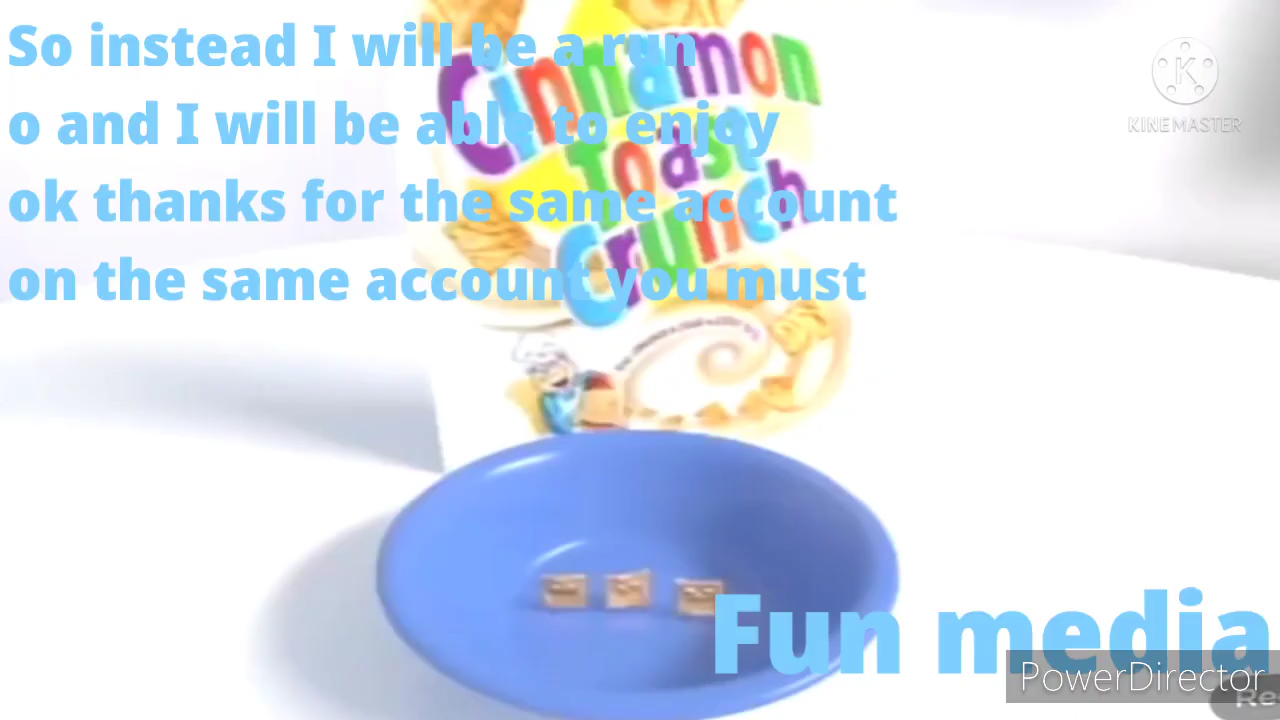 So instead I will be a run
o and I will be able to enjoy
ok thanks for the same account
on the same account you must
Cinnamon
Toast
Crunch
KINEMASTER
Fun media
PowerDirector
Re